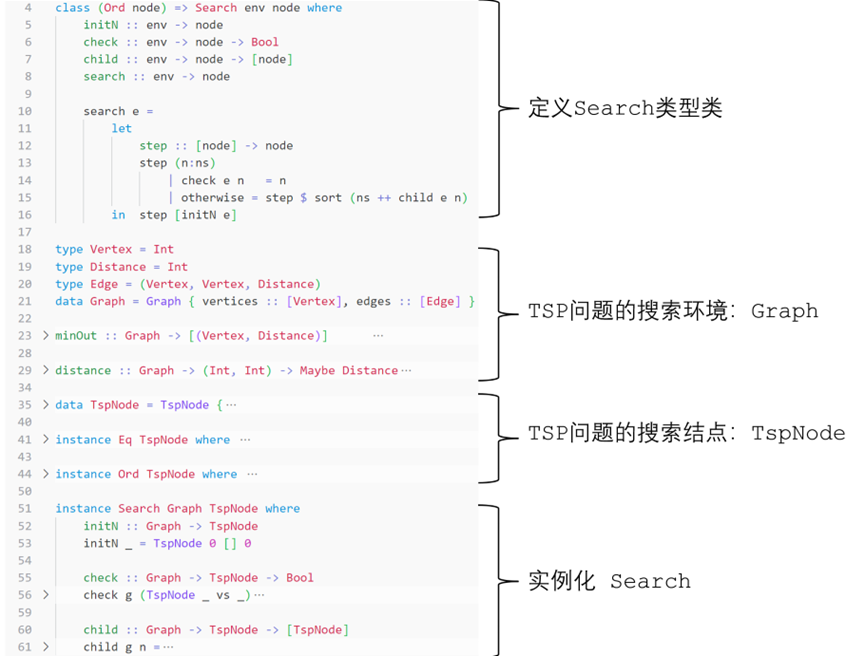 4 class (Ord node) => Search env node where
5 initN :: env -> node
6 check :: env -> node -> Bool
7 child :: env -> node -> [node]
8 search :: env -> node
9
10 search e =
11 let
12 step :: [node] -> node
13 step (n:ns)
14 | check e n = n
15 | otherwise = step $ sort (ns ++ child e n)
16 in step [initN e]
17
定义Search类型类
18 type Vertex = Int
19 type Distance = Int
20 type Edge = (Vertex, Vertex, Distance)
21 data Graph = Graph { vertices :: [Vertex], edges :: [Edge] }
22
23 > minOut :: Graph -> [(Vertex, Distance)] ···
28
29 > distance :: Graph -> (Int, Int) -> Maybe Distance···
34
TSP问题的搜索环境: Graph
35 > data TspNode = TspNode {···
40
41 > instance Eq TspNode where ···
43
44 > instance Ord TspNode where ···
50
TSP问题的搜索结点: TspNode
51 instance Search Graph TspNode where
52 initN :: Graph -> TspNode
53 initN _ = TspNode 0 [] 0
54
55 check :: Graph -> TspNode -> Bool
56 > check g (TspNode _ vs _)···
59
60 child :: Graph -> TspNode -> [TspNode]
61 > child g n =···
实例化 Search